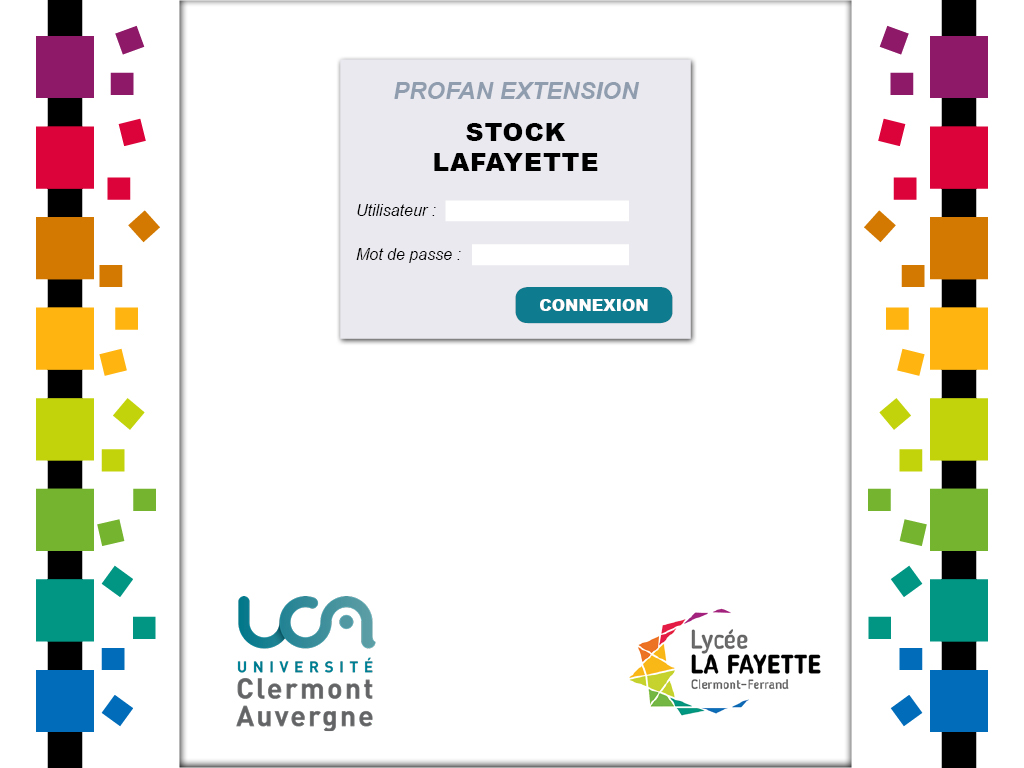 PROFAN EXTENSION
STOCK
LAFAYETTE
Utilisateur :
Mot de passe :
CONNEXION
UCA
UNIVERSITÉ
Clermont
Auvergne
Lycée
LA FAYETTE
Clermont-Ferrand